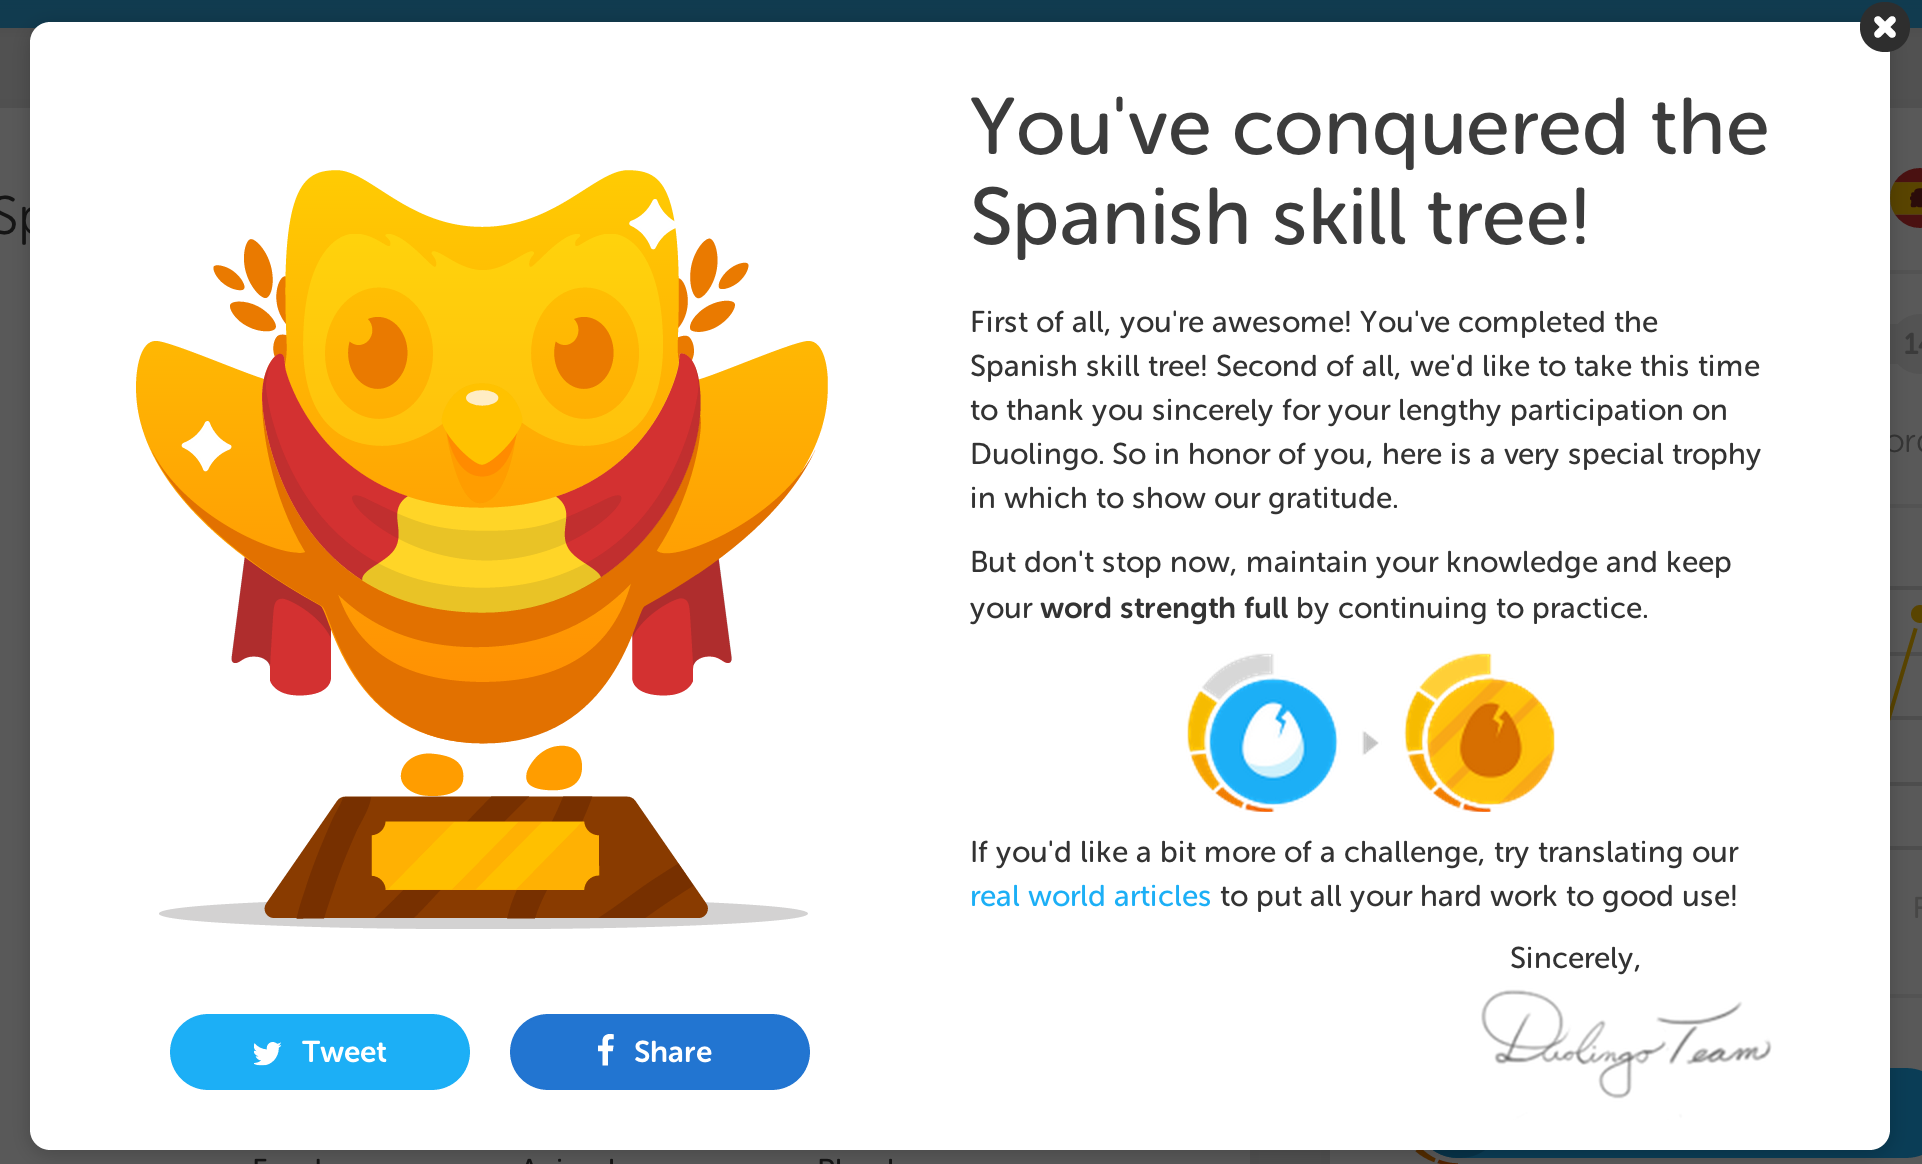 You've conquered the
Spanish skill tree!
First of all, you're awesome! You've completed the
Spanish skill tree! Second of all, we'd like to take this time
to thank you sincerely for your lengthy participation on
Duolingo. So in honor of you, here is a very special trophy
in which to show our gratitude.
But don't stop now, maintain your knowledge and keep
your word strength full by continuing to practice.
If you'd like a bit more of a challenge, try translating our
real world articles to put all your hard work to good use!
Sincerely,
Duolingo Team
Tweet
Share